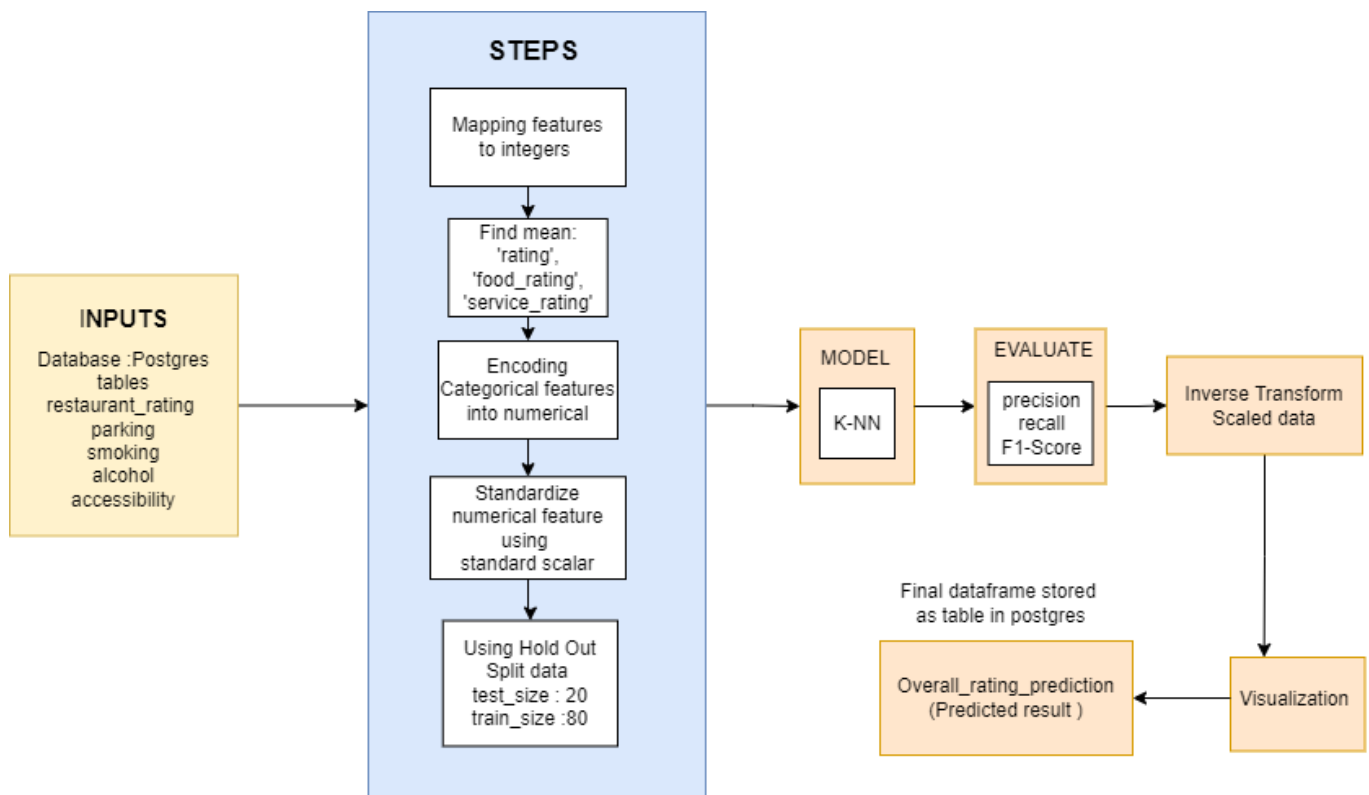 INPUTS
Database :Postgres
tables
restaurant_rating
parking
smoking
alcohol
accessibility
STEPS
Mapping features
to integers
Find mean:
'rating',
'food_rating',
'service_rating'
Encoding
Categorical features
into numerical
Standardize
numerical feature
using
standard scalar
Using Hold Out
Split data
test_size : 20
train_size :80
MODEL
K-NN
EVALUATE
precision
recall
F1-Score
Inverse Transform
Scaled data
Visualization
Final dataframe stored
as table in postgres
Overall_rating_prediction
(Predicted result )